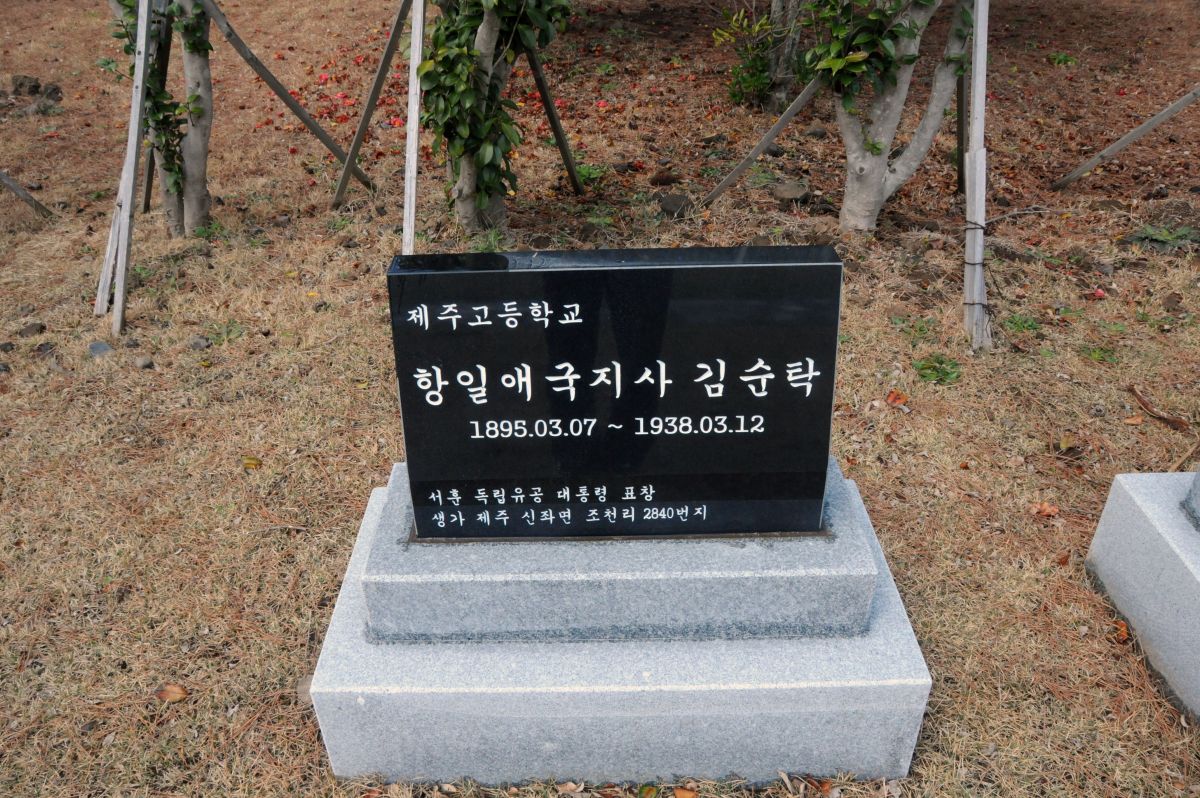 제주고등학교
항일애국지사 김순탁
1895.03.07 ~ 1938.03.12
서훈 독립유공 대통령 표창
생가 제주 신좌면 조천리 2840번지